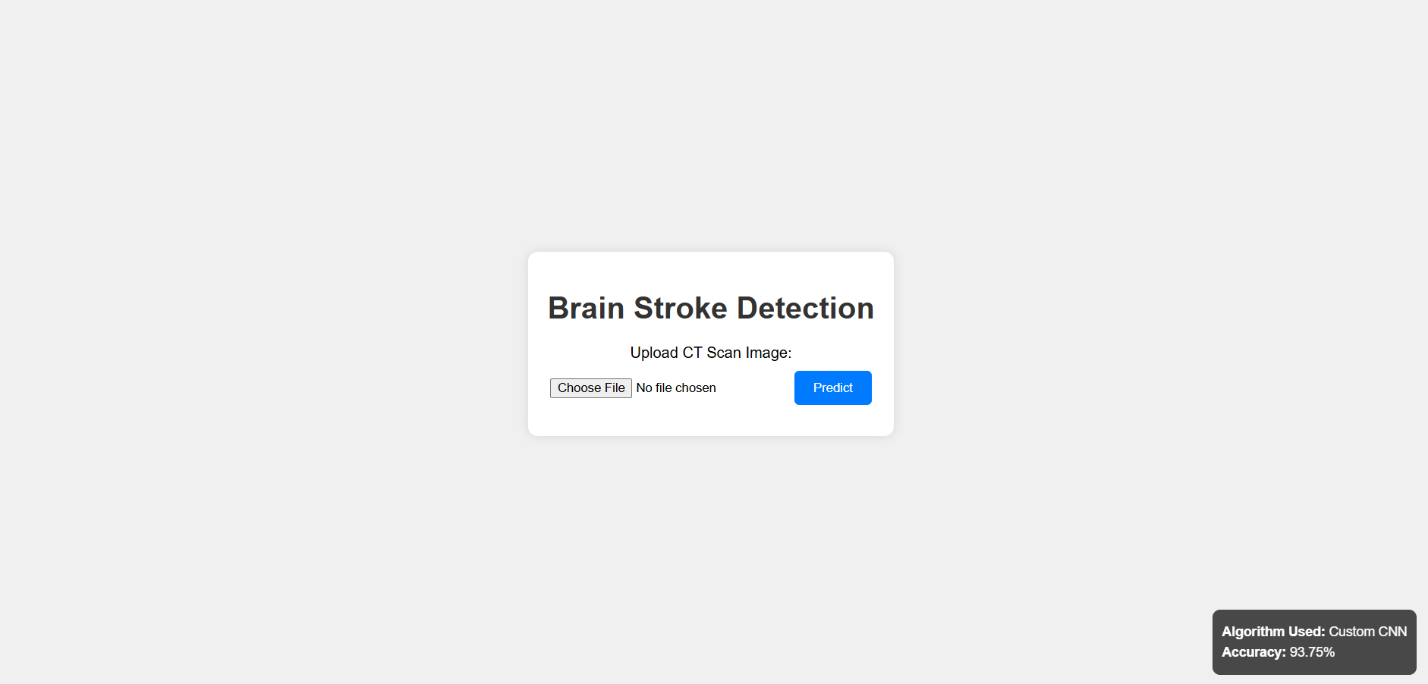 Brain Stroke Detection
Upload CT Scan Image:
Choose File No file chosen Predict
Algorithm Used: Custom CNN
Accuracy: 93.75%